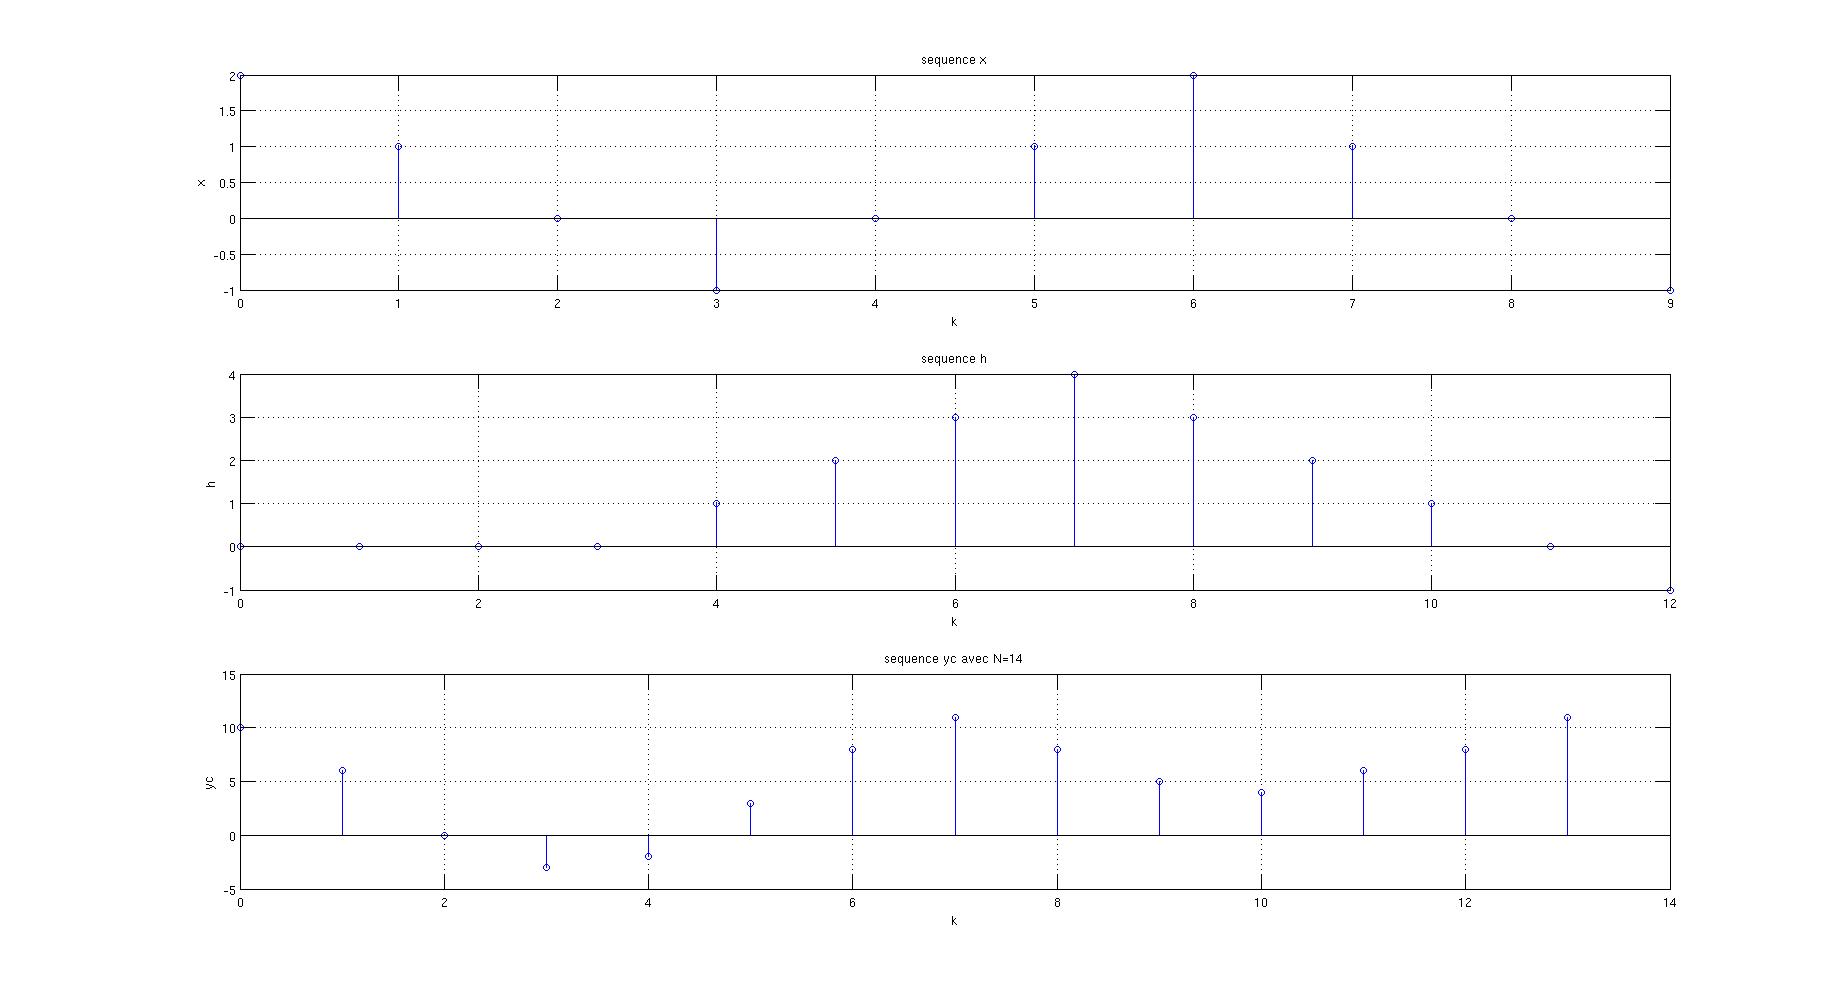 sequence x
2
1.5
1
0.5
0
-0.5
-1
x
0 1 2 3 4 5 6 7 8 9
k
sequence h
4
3
2
1
0
-1
h
0 2 4 6 8 10 12
k
sequence yc avec N=14
15
10
5
0
-5
yc
0 2 4 6 8 10 12 14
k